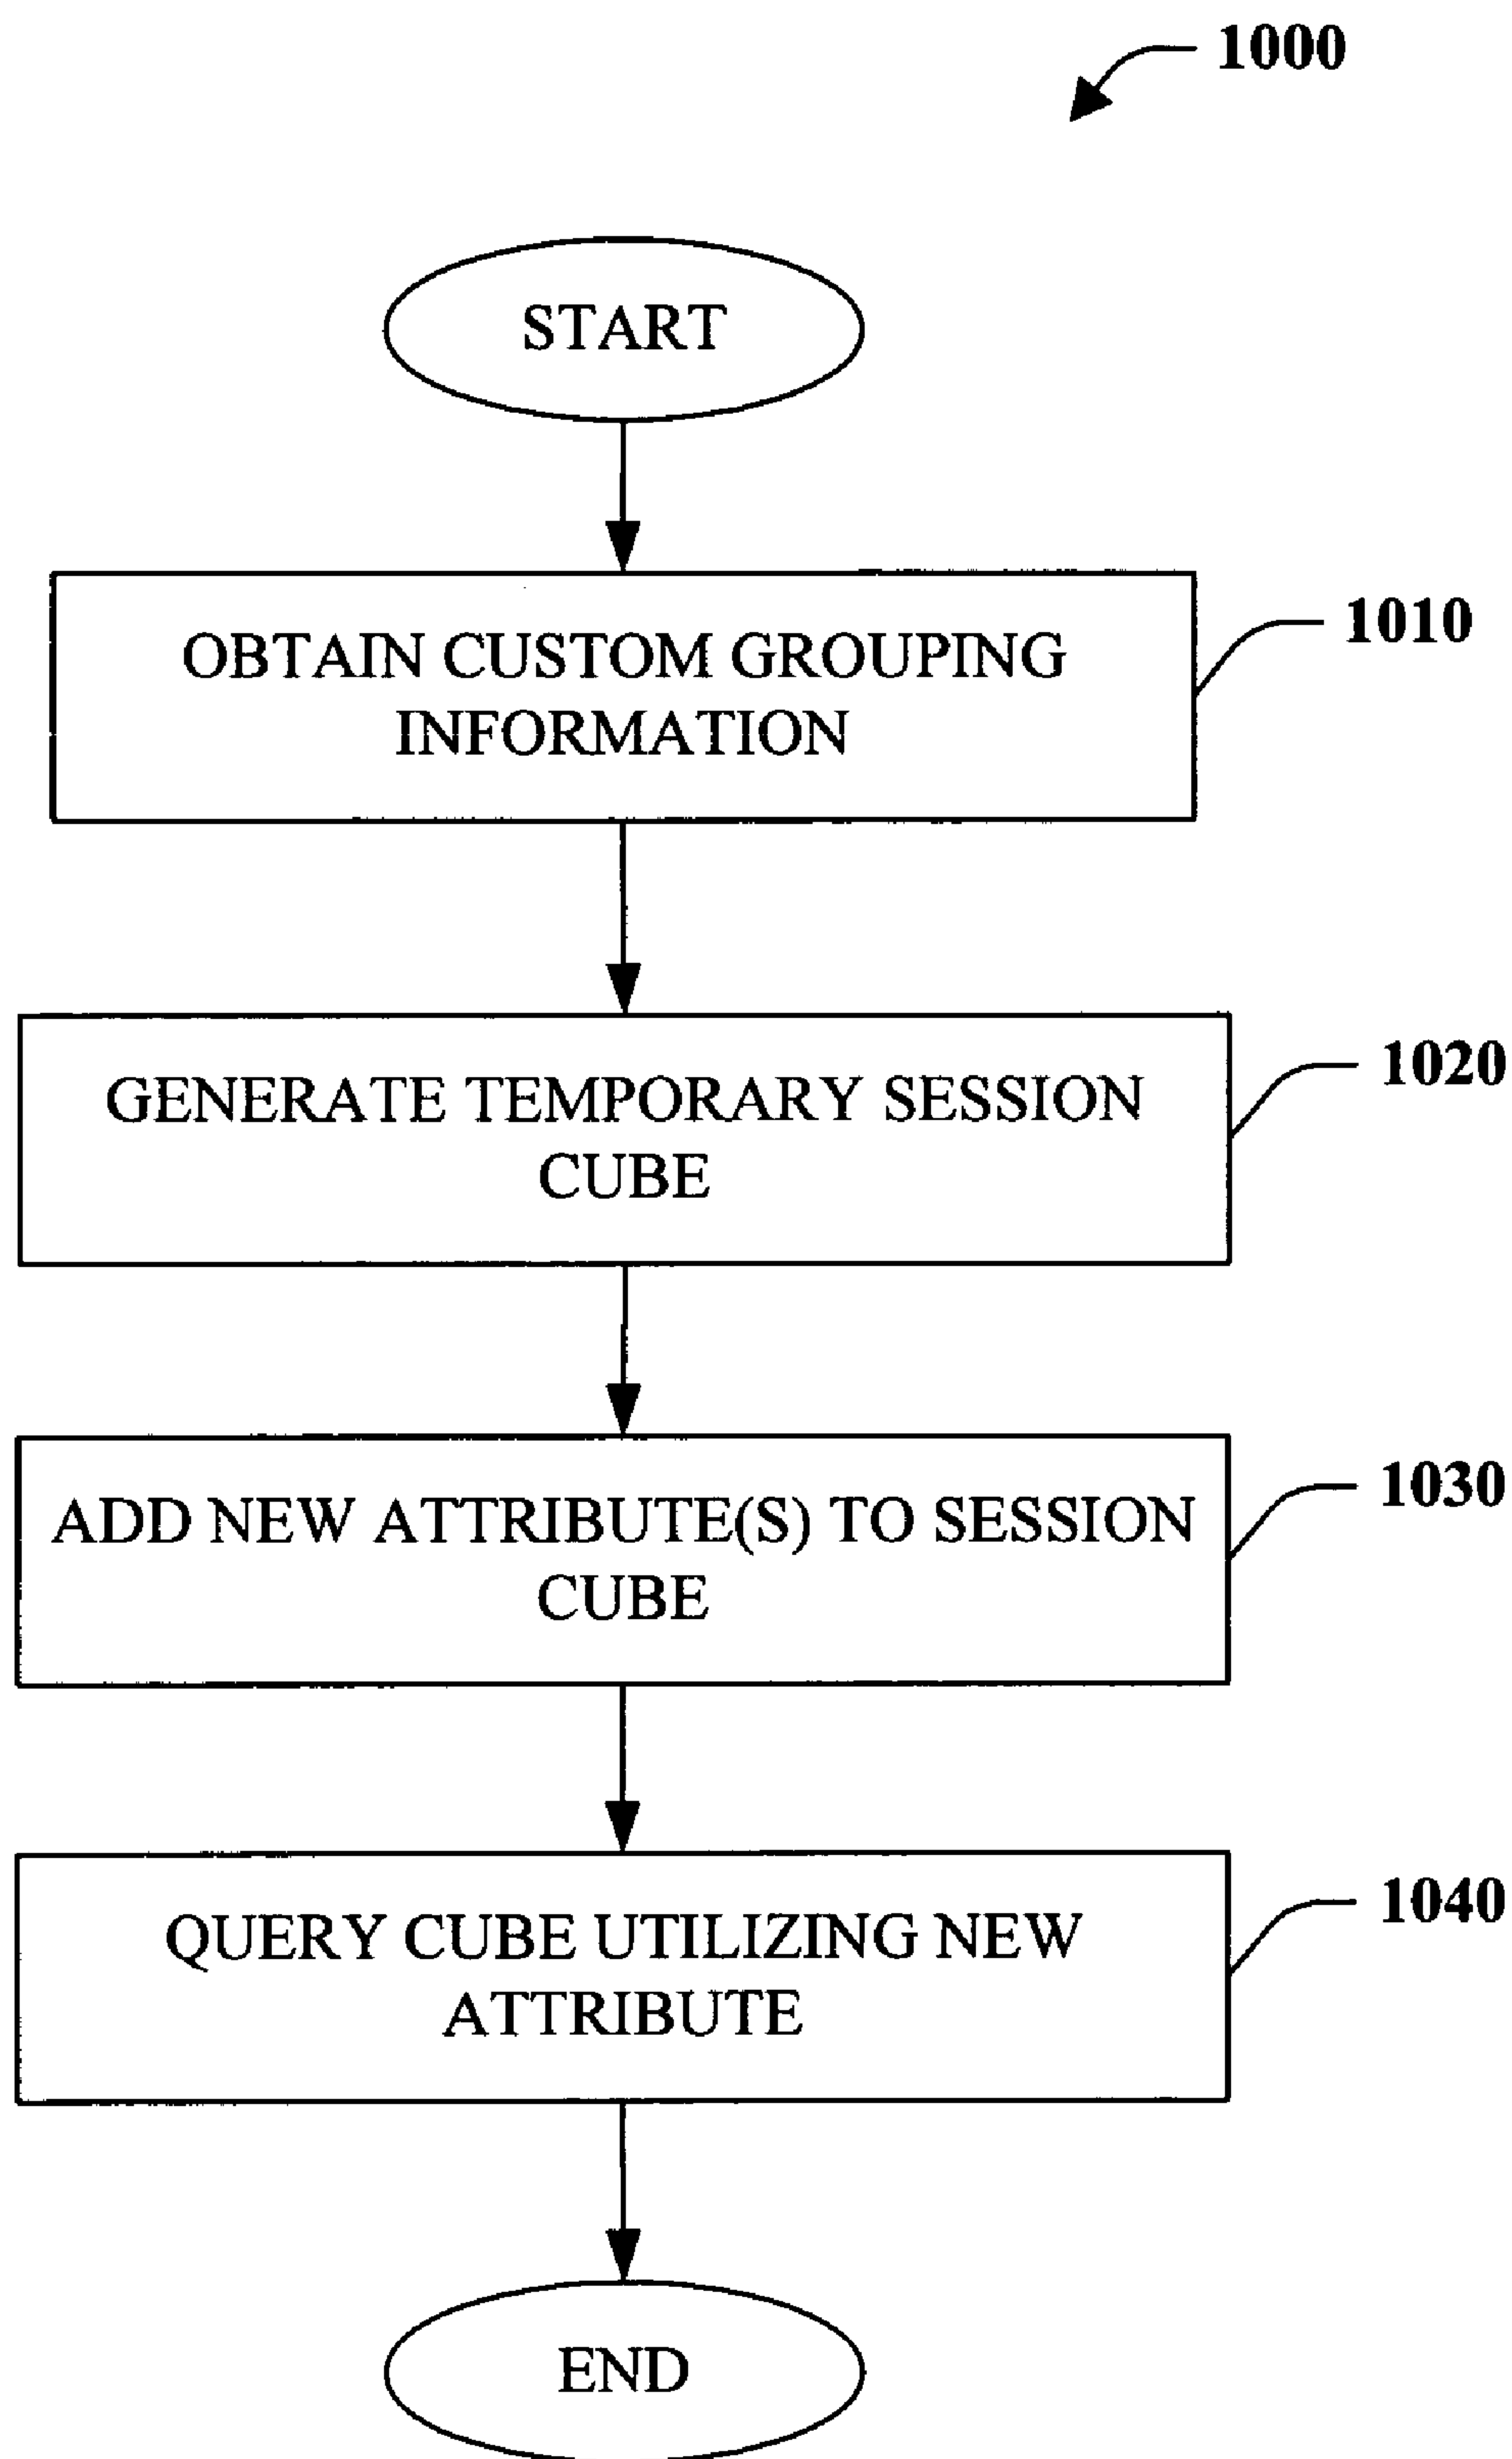 1000
START
OBTAIN CUSTOM GROUPING
INFORMATION
1010
GENERATE TEMPORARY SESSION
CUBE
1020
ADD NEW ATTRIBUTE(S) TO SESSION
CUBE
1030
QUERY CUBE UTILIZING NEW
ATTRIBUTE
1040
END